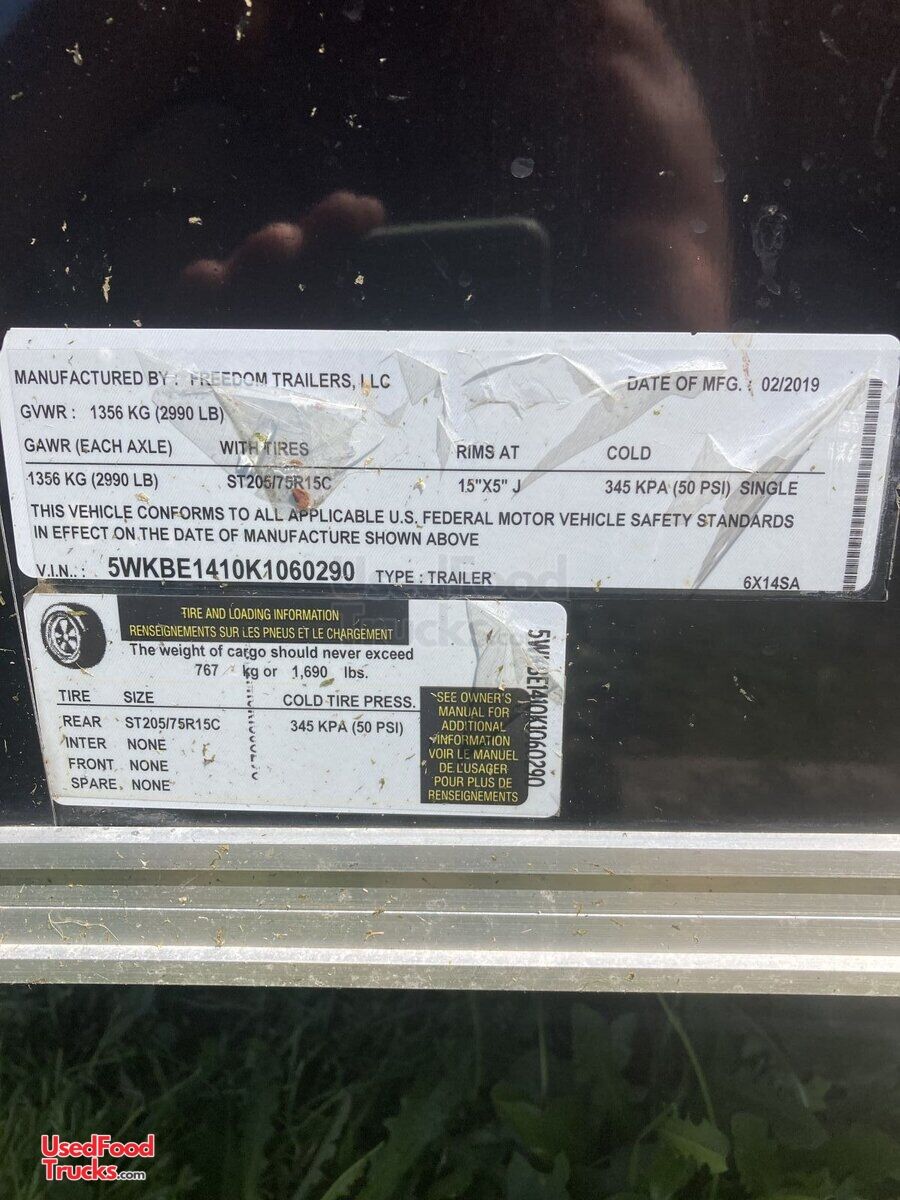 MANUFACTURED BY : FREEDOM TRAILERS, LLC DATE OF MFG. : 02/2019
GVWR : 1356 KG (2990 LB)
GAWR (EACH AXLE) WITH TIRES RIMS AT COLD
1356 KG (2990 LB) ST205/75R15C 15"X5" J 345 KPA (50 PSI) SINGLE
THIS VEHICLE CONFORMS TO ALL APPLICABLE U.S. FEDERAL MOTOR VEHICLE SAFETY STANDARDS
IN EFFECT ON THE DATE OF MANUFACTURE SHOWN ABOVE
V.I.N.: 5WKBE1410K1060290 TYPE : TRAILER 6X14SA
UsedFood
Trucks.com
TIRE AND LOADING INFORMATION
RENSEIGNEMENTS SUR LES PNEUS ET LE CHARGEMENT
The weight of cargo should never exceed
767 kg or 1,690 lbs.
TIRE SIZE COLD TIRE PRESS.
REAR ST205/75R15C 345 KPA (50 PSI)
INTER NONE
FRONT NONE
SPARE NONE
SEE OWNER'S
MANUAL FOR
ADDITIONAL
INFORMATION
VOIR LE MANUEL
DE L'USAGER
POUR PLUS DE
RENSEIGNEMENTS
5WKBE1410K1060290
UsedFood
Trucks.com